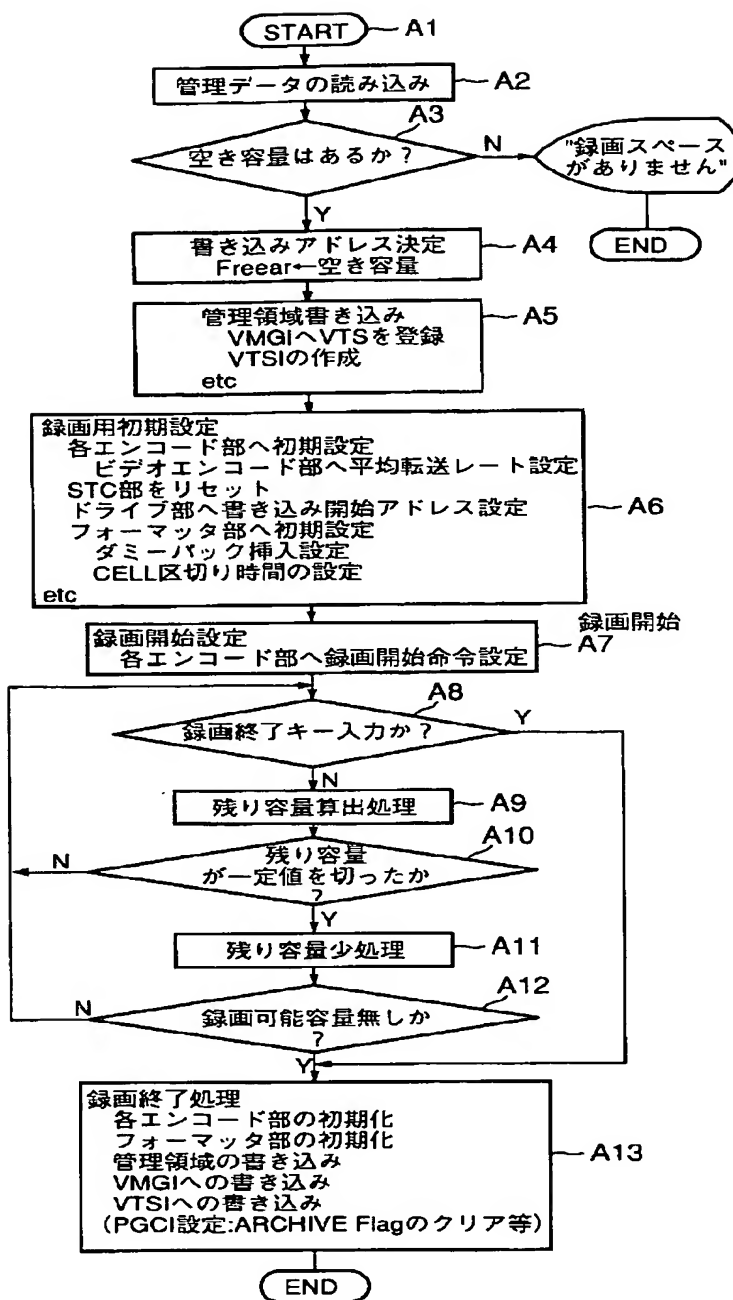 START
A1
管理データの読み込み
A2
A3
空き容量はあるか?
N
"録画スペース
がありません"
END
Y
書き込みアドレス決定
Freear←空き容量
A4
管理領域書き込み
VMGIへVTSを登録
VTSIの作成
etc
A5
録画用初期設定
各エンコード部へ初期設定
ビデオエンコード部へ平均転送レート設定
STC部をリセット
ドライブ部へ書き込み開始アドレス設定
フォーマッタ部へ初期設定
ダミーパック挿入設定
CELL区切り時間の設定
etc
A6
録画開始設定
各エンコード部へ録画開始命令設定
録画開始
A7
A8
録画終了キー入力か?
Y
N
残り容量算出処理
A9
A10
残り容量
が一定値を切ったか
?
N
Y
残り容量少処理
A11
A12
録画可能容量無しか
?
N
Y
録画終了処理
各エンコード部の初期化
フォーマッタ部の初期化
管理領域の書き込み
VMGIへの書き込み
VTSIへの書き込み
(PGCI設定:ARCHIVE Flagのクリア等)
A13
END